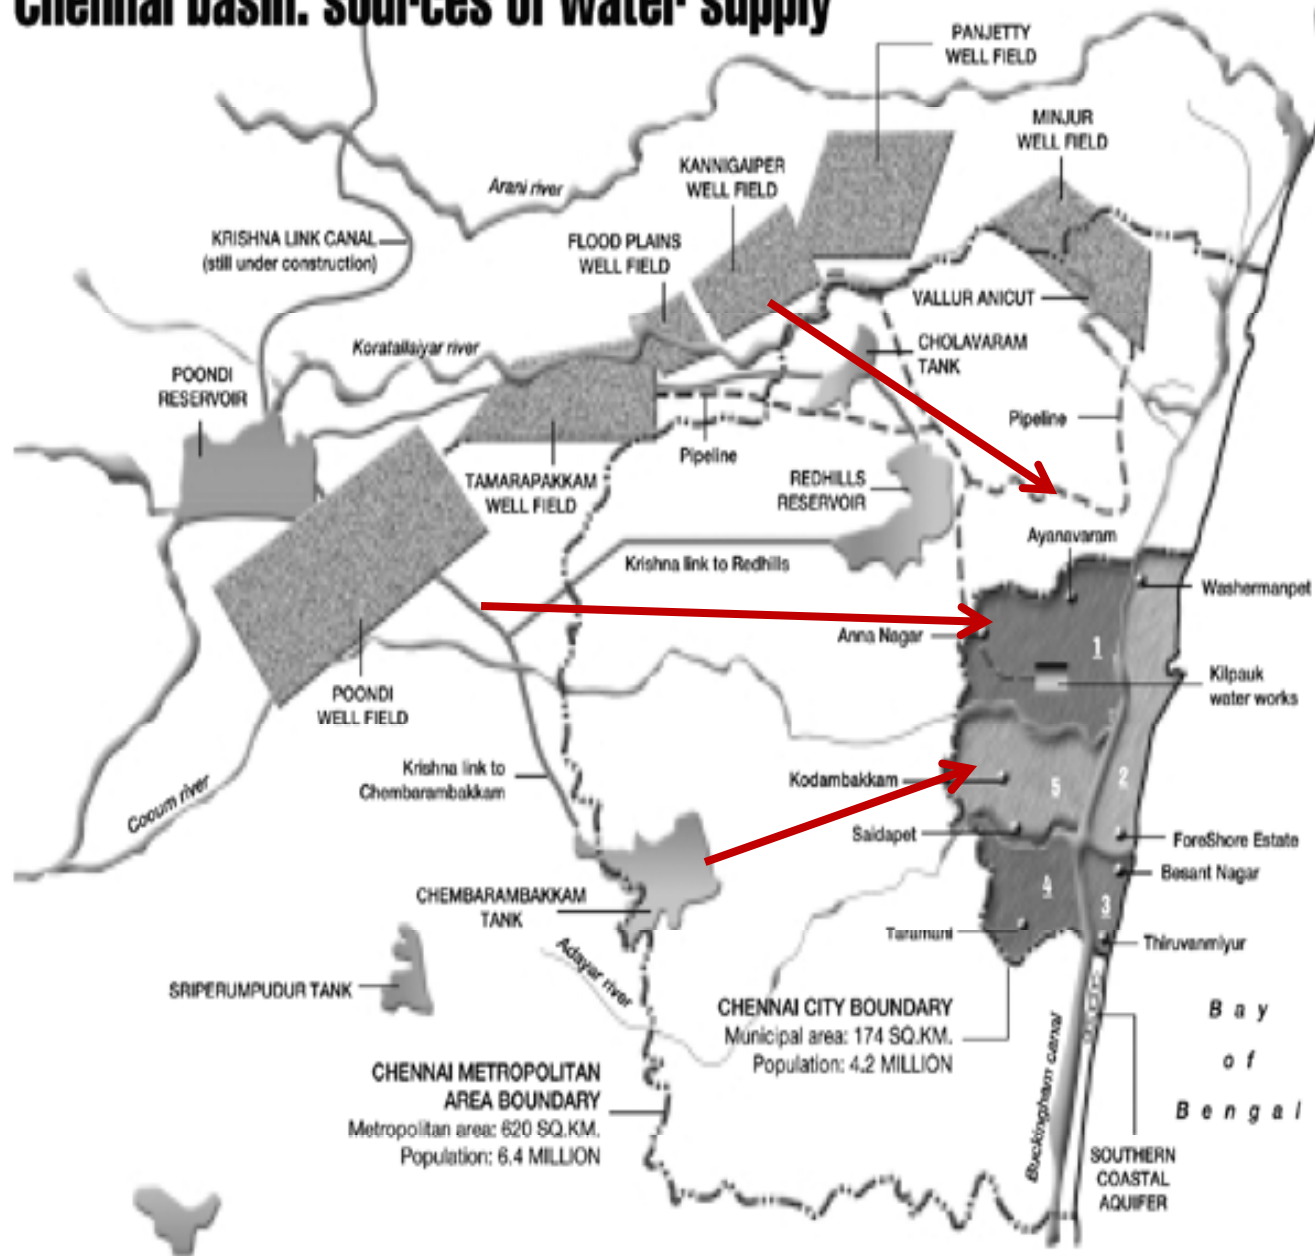 Chennai basin: sources of water supply
PANJETTY
WELL FIELD
MINJUR
WELL FIELD
KANNIGAIPER
WELL FIELD
Arani river
KRISHNA LINK CANAL
(still under construction)
FLOOD PLAINS
WELL FIELD
VALLUR ANICUT
Koratallaiyar river
CHOLAVARAM
TANK
POONDI
RESERVOIR
Pipeline
Pipeline
TAMARAPAKKAM
WELL FIELD
REDHILLS
RESERVOIR
Ayanavaram
Krishna link to Redhills
Washermanpet
Anna Nagar
1
Kilpauk
water works
POONDI
WELL FIELD
Krishna link to
Chembarambakkam
Kodambakkam
5
2
Cooum river
Saidapet
ForeShore Estate
Besant Nagar
CHEMBARAMBAKKAM
TANK
4
3
Taramani
Thiruvanmiyur
Adayar river
SRIPERUMPUDUR TANK
CHENNAI CITY BOUNDARY
Municipal area: 174 SQ.KM.
Population: 4.2 MILLION
Bay
of
Bengal
CHENNAI METROPOLITAN
AREA BOUNDARY
Metropolitan area: 620 SQ.KM.
Population: 6.4 MILLION
Buckingham canal
SOUTHERN
COASTAL
AQUIFER